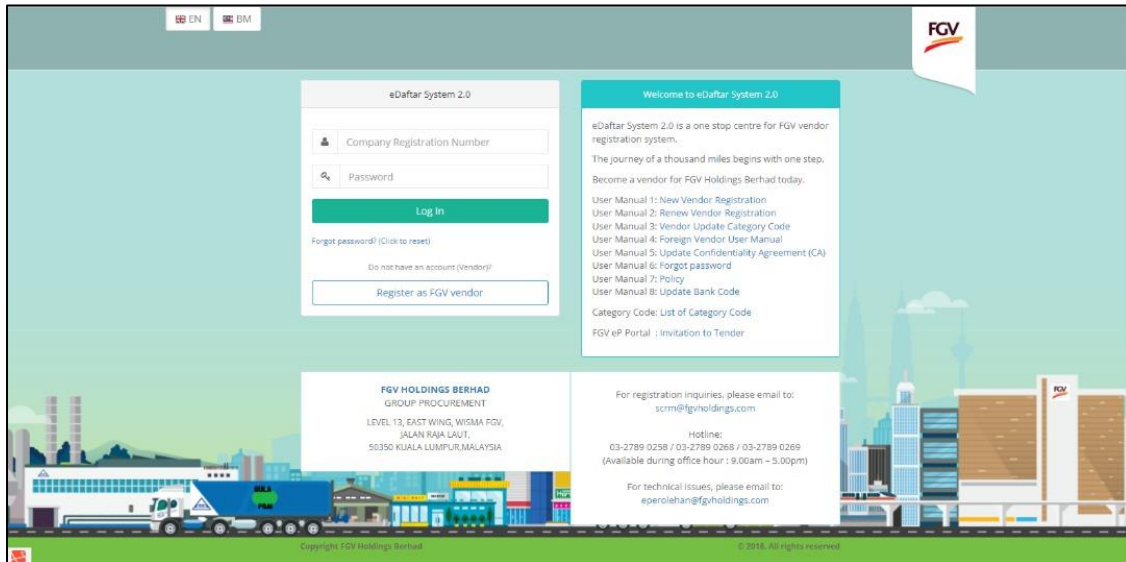 EN
BM
FGV
eDaftar System 2.0
Company Registration Number
Password
Log In
Forgot password? (Click to reset)
Do not have an account (Vendor)?
Register as FGV vendor
Welcome to eDaftar System 2.0
eDaftar System 2.0 is a one stop centre for FGV vendor
registration system.
The journey of a thousand miles begins with one step.
Become a vendor for FGV Holdings Berhad today.
User Manual 1: New Vendor Registration
User Manual 2: Renew Vendor Registration
User Manual 3: Vendor Update Category Code
User Manual 4: Foreign Vendor User Manual
User Manual 5: Update Confidentiality Agreement (CA)
User Manual 6: Forgot password
User Manual 7: Policy
User Manual 8: Update Bank Code
Category Code: List of Category Code
FGV eP Portal : Invitation to Tender
FGV HOLDINGS BERHAD
GROUP PROCUREMENT
LEVEL 13, EAST WING, WISMA FGV,
JALAN RAJA LAUT,
50350 KUALA LUMPUR,MALAYSIA
For registration inquiries, please email to:
scrm@fgvholdings.com
Hotline:
03-2789 0258 / 03-2789 0268 / 03-2789 0269
(Available during office hour : 9.00am – 5.00pm)
For technical issues, please email to:
eperolehan@fgvholdings.com
FGV
Copyright FGV Holdings Berhad
© 2018. All rights reserved